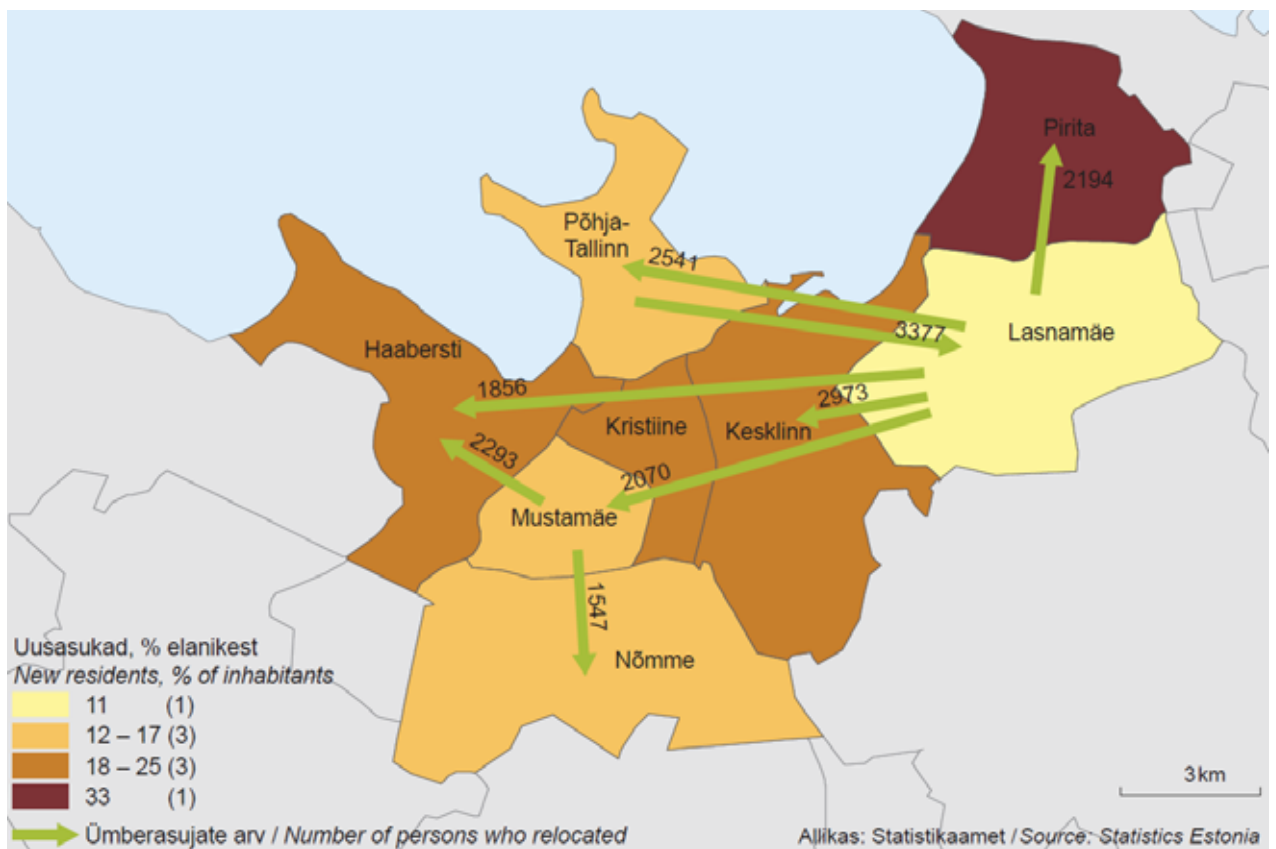 Pirita
2194
Põhja-
Tallinn
2541
3377
Lasnamäe
Haabersti
1856
2973
Kristiine
Kesklinn
2293
2070
Mustamäe
1547
Nõmme
Uusasukad, % elanikest
New residents, % of inhabitants
11 (1)
12 – 17 (3)
18 – 25 (3)
33 (1)
3 km
Ümberasujate arv / Number of persons who relocated
Allikas: Statistikaamet / Source: Statistics Estonia